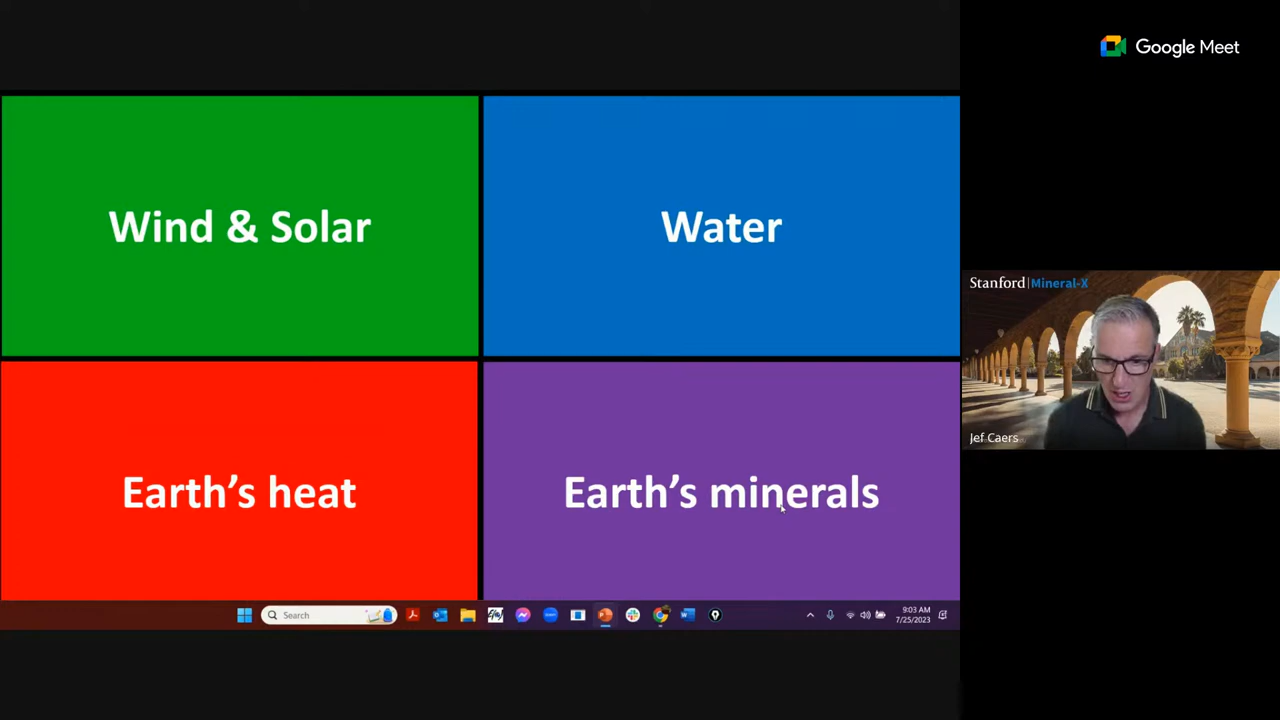 Google Meet
Wind & Solar
Water
Stanford | Mineral-X
Jef Caers
Earth's heat
Earth's minerals
Search
9:03 AM
7/25/2023